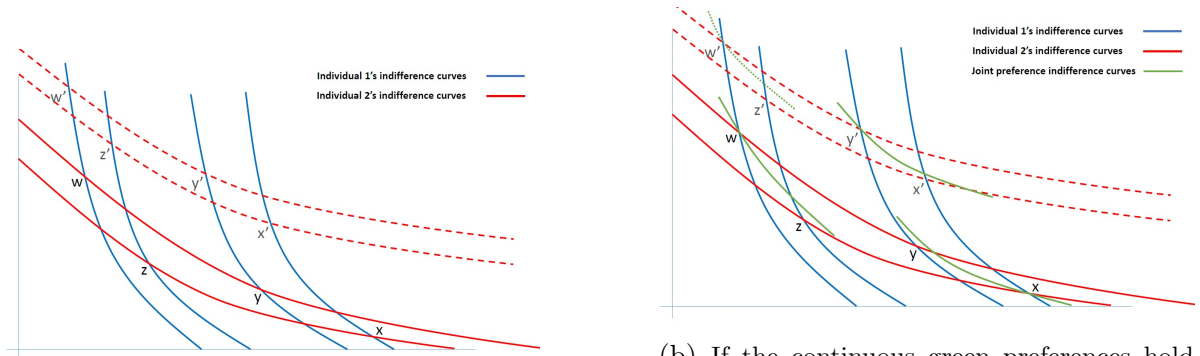 Individual 1's indifference curves
Individual 2's indifference curves
w'
z'
w
y'
x'
z
y
x
Individual 1's indifference curves
Individual 2's indifference curves
Joint preference indifference curves
w'
z'
w
y'
x'
z
y
x
(b) If the continuous green preferences hold